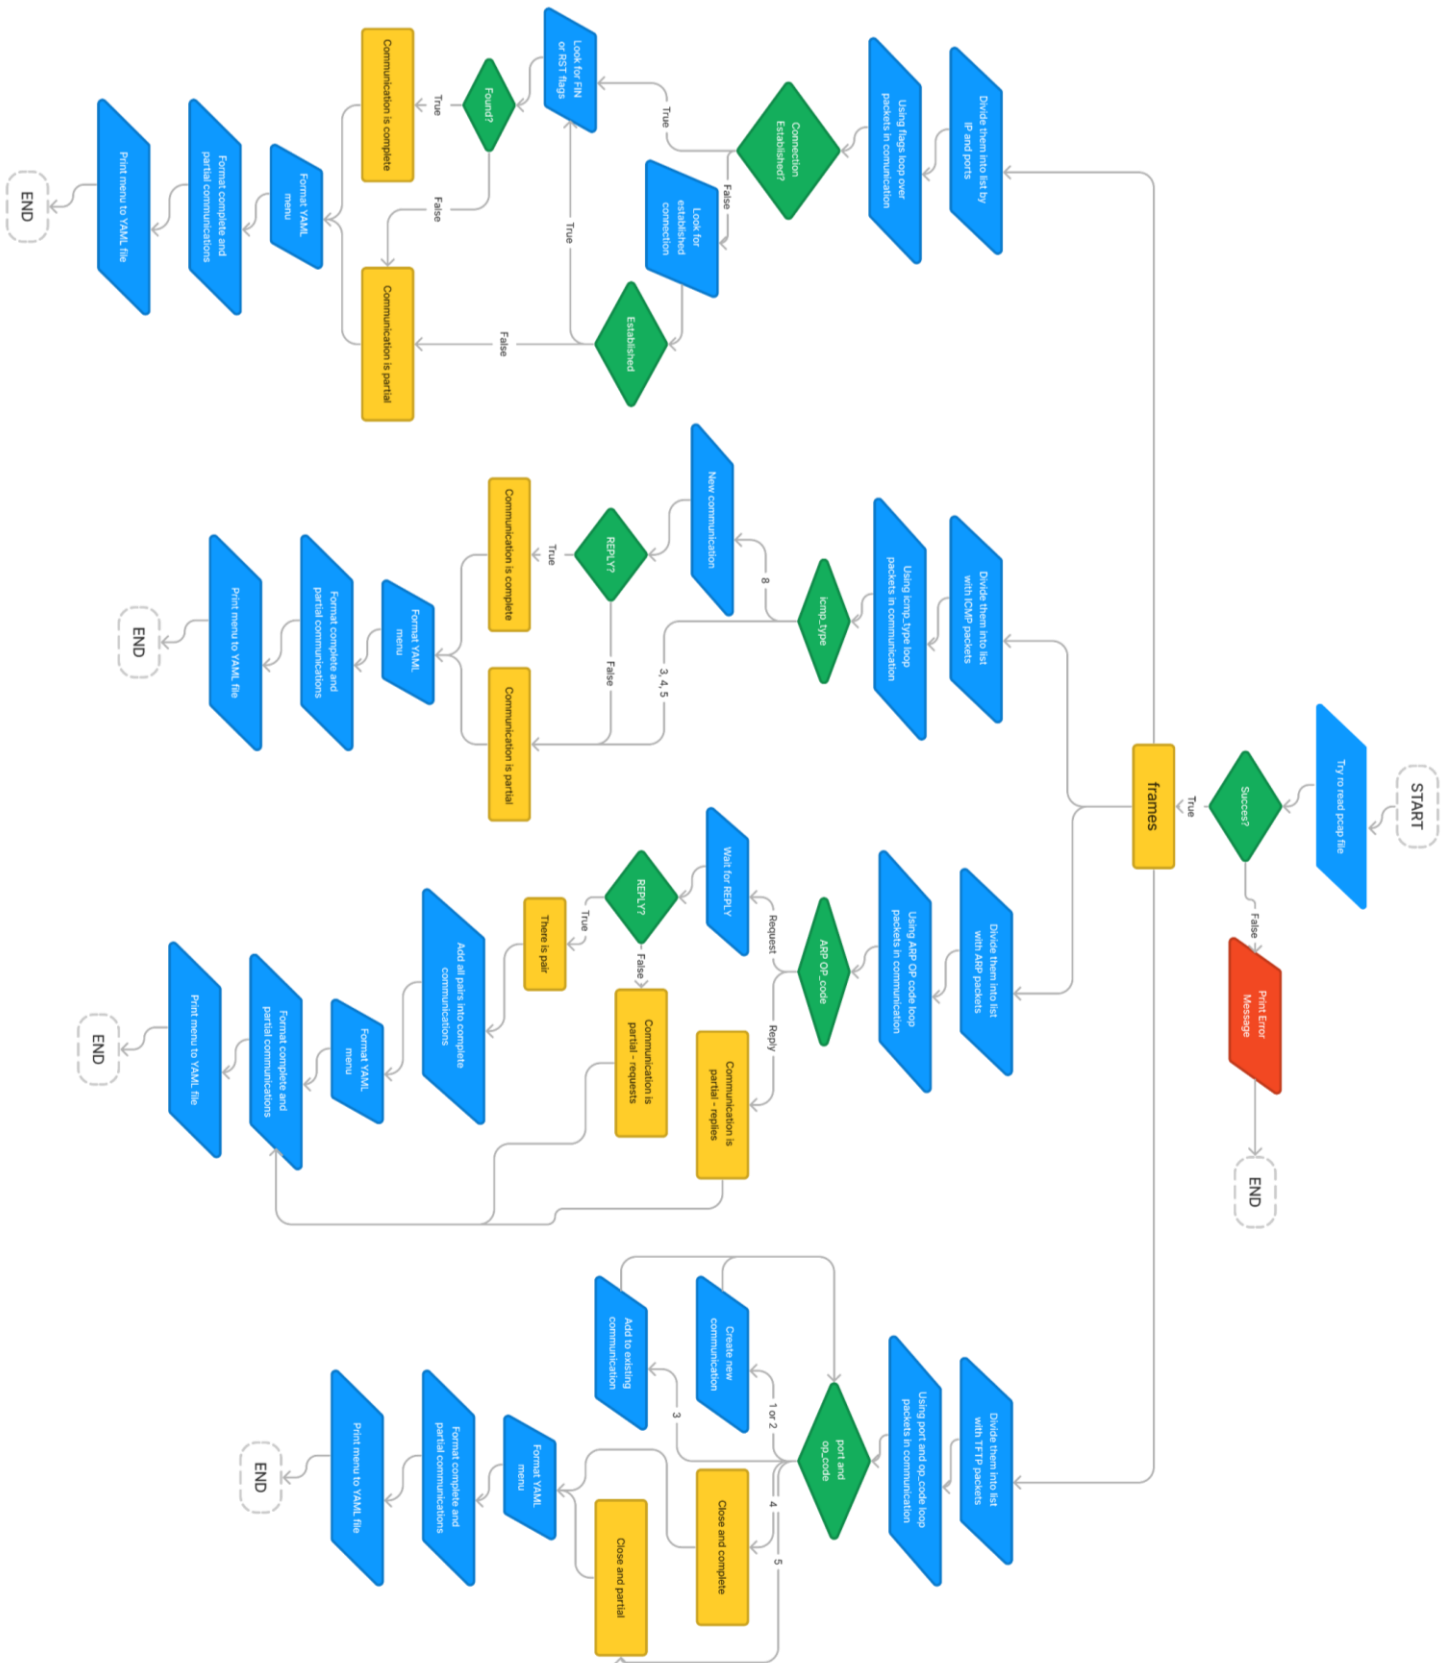 START
Try ro read pcap file
Succes?
False
Print Error
Message
END
True
frames
Divide them into list by
IP and ports
Using flags loop over
packets in comunication
Connection
Established?
True
False
Look for
established
connection
Established
True
False
Look for FIN
or RST flags
Found?
True
False
Communication is complete
Communication is partial
Format YAML
menu
Format complete and
partial communications
Print menu to YAML file
END
Divide them into list
with ICMP packets
Using icmp_type loop
packets in communication
icmp_type
8
3, 4, 5
New communication
REPLY?
True
False
Communication is complete
Communication is partial
Format YAML
menu
Format complete and
partial communications
Print menu to YAML file
END
Divide them into list
with ARP packets
Using ARP OP code loop
packets in communication
ARP OP_code
Request
Reply
Wait for REPLY
Communication is
partial - replies
REPLY?
True
False
There is pair
Communication is
partial - requests
Add all pairs into complete
communications
Format YAML
menu
Format complete and
partial communications
Print menu to YAML file
END
Divide them into list
with TFTP packets
Using port and op_code loop
packets in communication
port and
op_code
1 or 2
3
4
5
Create new
communication
Add to existing
communication
Close and complete
Close and partial
Format YAML
menu
Format complete and
partial communications
Print menu to YAML file
END